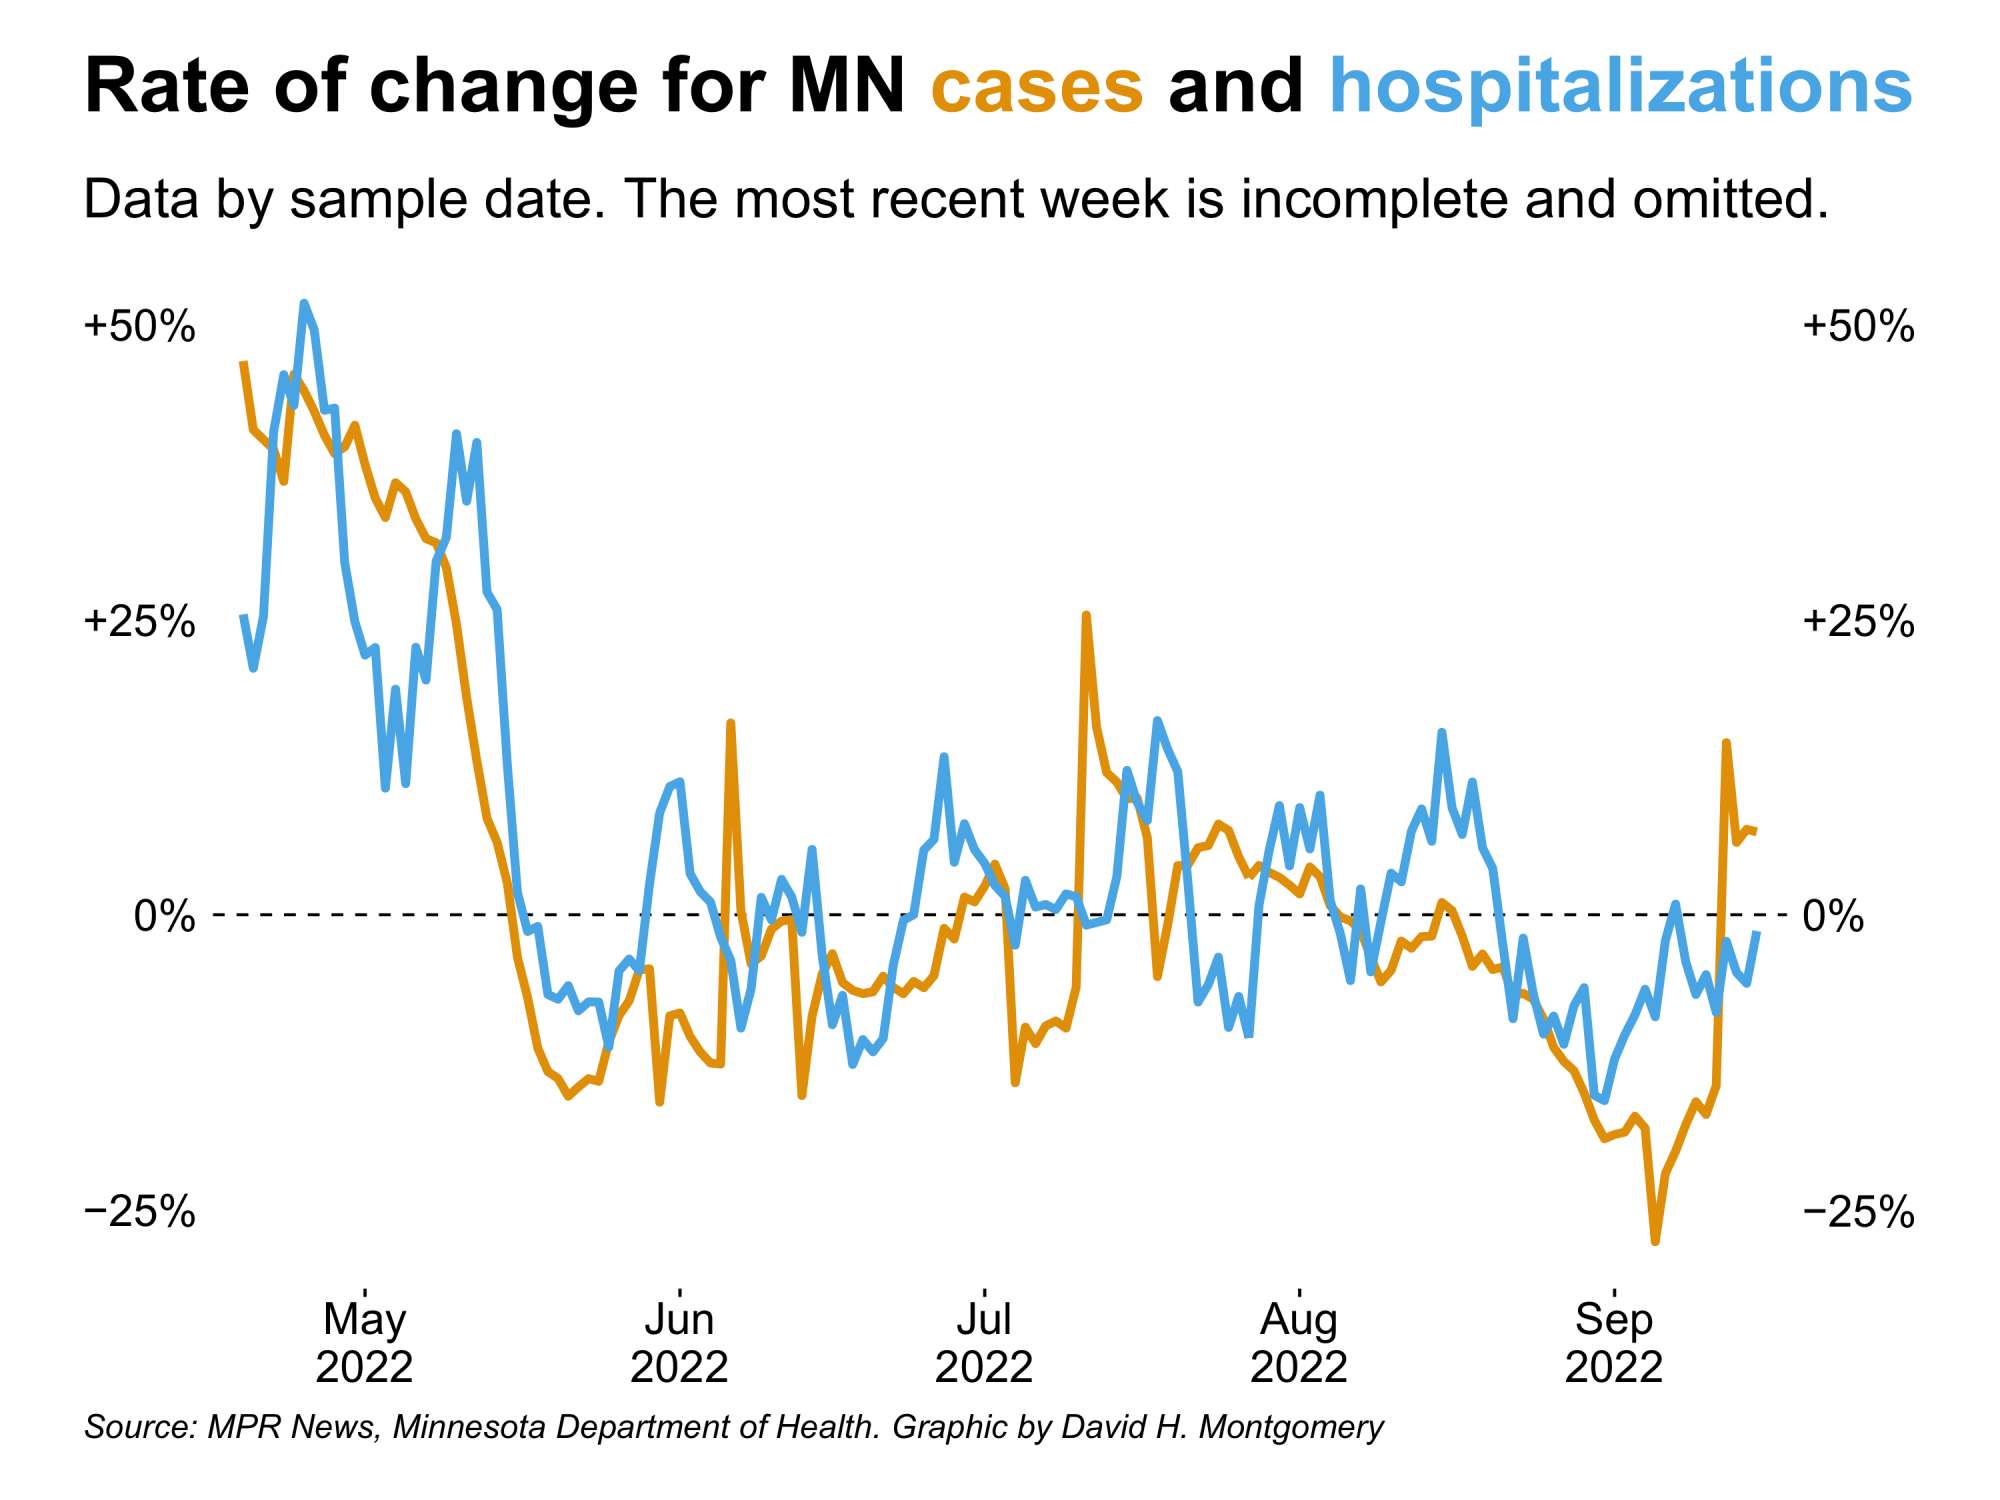 Rate of change for MN cases and hospitalizations
Data by sample date. The most recent week is incomplete and omitted.
+50% +50%
+25% +25%
0% 0%
−25% −25%
May Jun Jul Aug Sep
2022 2022 2022 2022 2022
Source: MPR News, Minnesota Department of Health. Graphic by David H. Montgomery